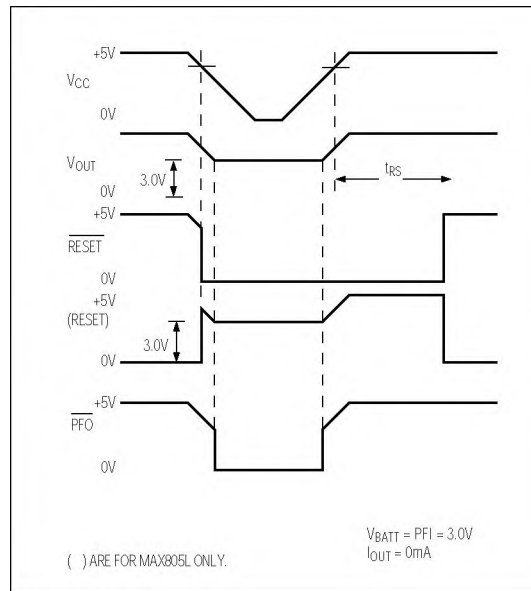 +5V
VCC
0V
VOUT
3.0V
0V
tRS
+5V
RESET
0V
+5V
(RESET)
3.0V
0V
+5V
PFO
0V
VBATT = PFI = 3.0V
IOUT = 0mA
( ) ARE FOR MAX805L ONLY.